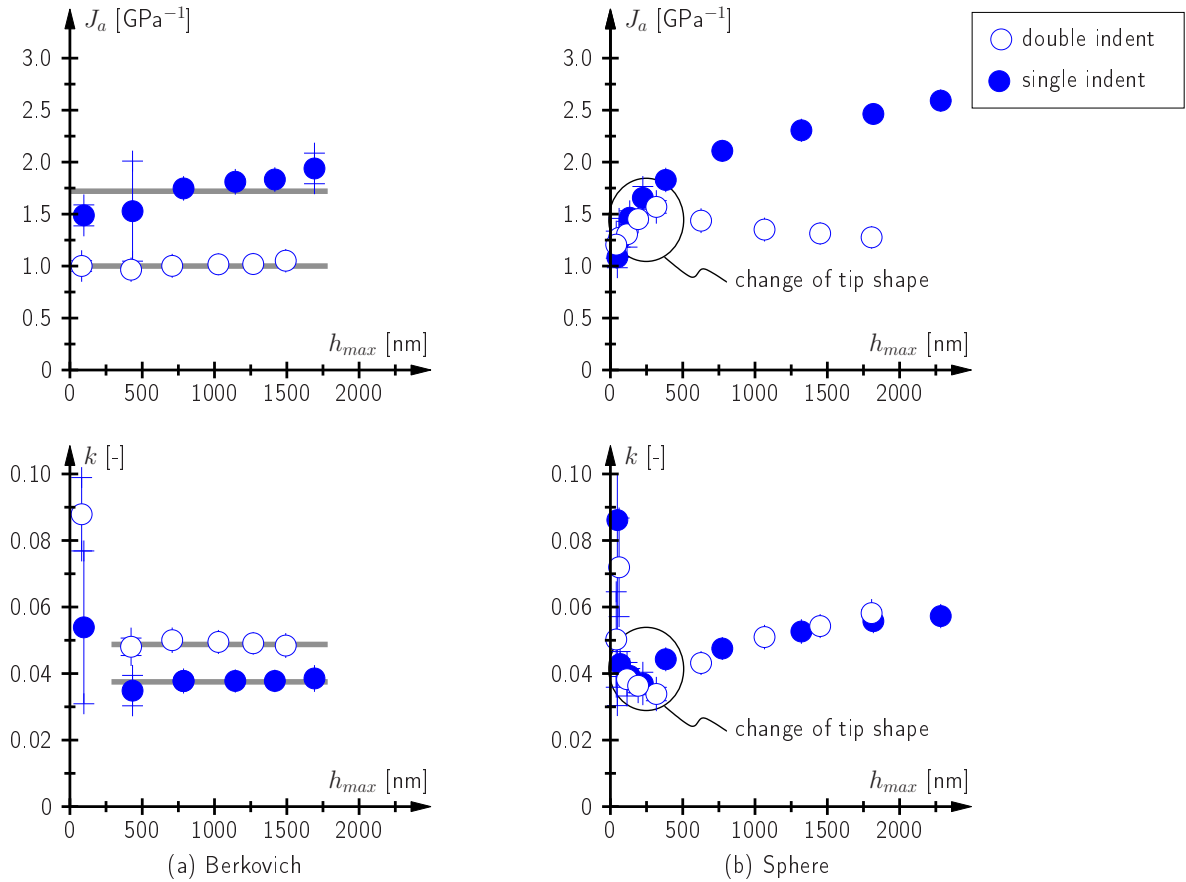 J_a [GPa⁻¹]
3.0
2.5
2.0
1.5
1.0
0.5
0
h_max [nm]
0 500 1000 1500 2000
J_a [GPa⁻¹]
3.0
2.5
2.0
1.5
1.0
0.5
0
change of tip shape
h_max [nm]
0 500 1000 1500 2000
double indent
single indent
k [-]
0.10
0.08
0.06
0.04
0.02
0
h_max [nm]
0 500 1000 1500 2000
(a) Berkovich
k [-]
0.10
0.08
0.06
0.04
0.02
0
change of tip shape
h_max [nm]
0 500 1000 1500 2000
(b) Sphere